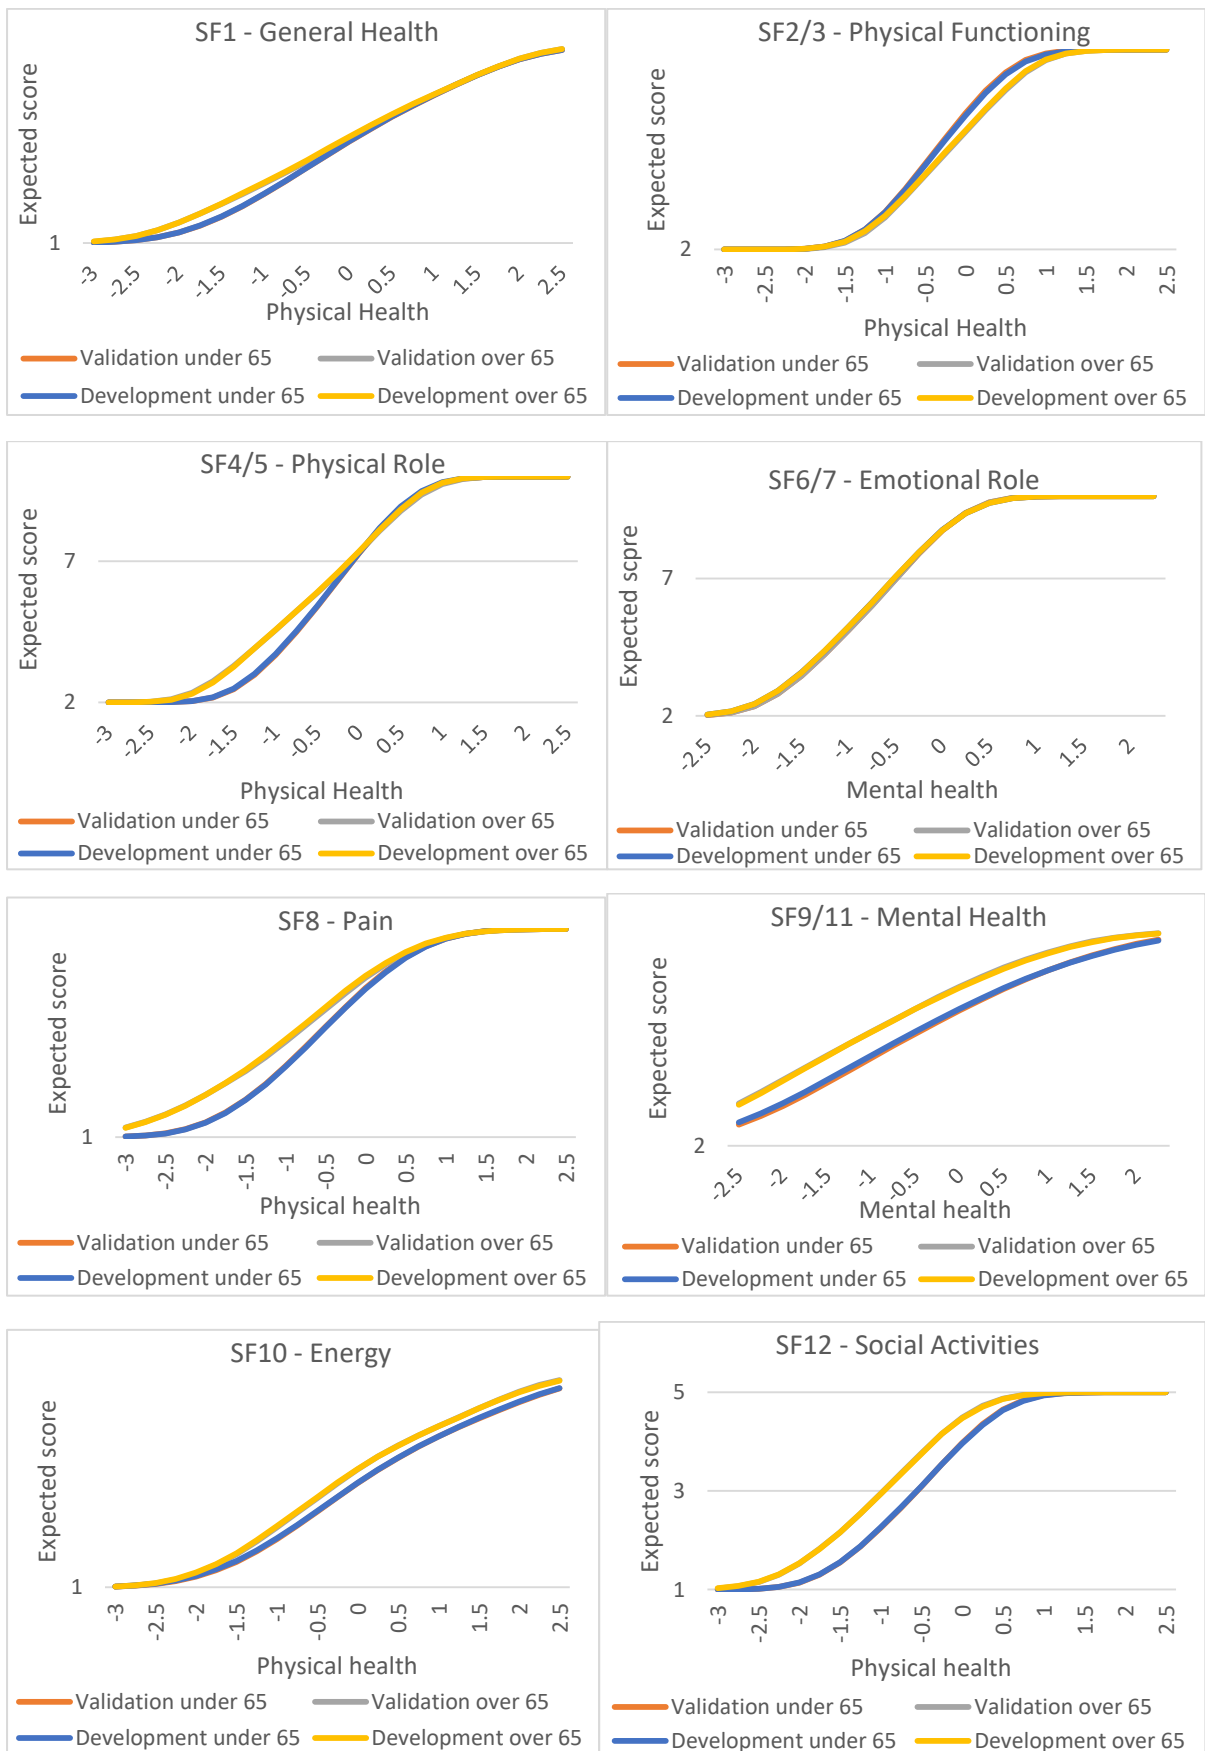 SF1 - General Health
Expected score
1
-3 -2.5 -2 -1.5 -1 -0.5 0 0.5 1 1.5 2 2.5
Physical Health
Validation under 65 Validation over 65
Development under 65 Development over 65
SF2/3 - Physical Functioning
Expected score
2
-3 -2.5 -2 -1.5 -1 -0.5 0 0.5 1 1.5 2 2.5
Physical Health
Validation under 65 Validation over 65
Development under 65 Development over 65
SF4/5 - Physical Role
Expected score
7
2
-3 -2.5 -2 -1.5 -1 -0.5 0 0.5 1 1.5 2 2.5
Physical Health
Validation under 65 Validation over 65
Development under 65 Development over 65
SF6/7 - Emotional Role
Expected scpre
7
2
-2.5 -2 -1.5 -1 -0.5 0 0.5 1 1.5 2
Mental health
Validation under 65 Validation over 65
Development under 65 Development over 65
SF8 - Pain
Expected score
1
-3 -2.5 -2 -1.5 -1 -0.5 0 0.5 1 1.5 2 2.5
Physical health
Validation under 65 Validation over 65
Development under 65 Development over 65
SF9/11 - Mental Health
Expected score
2
-2.5 -2 -1.5 -1 -0.5 0 0.5 1 1.5 2
Mental health
Validation under 65 Validation over 65
Development under 65 Development over 65
SF10 - Energy
Expected score
1
-3 -2.5 -2 -1.5 -1 -0.5 0 0.5 1 1.5 2 2.5
Physical health
Validation under 65 Validation over 65
Development under 65 Development over 65
SF12 - Social Activities
Expected score
5
3
1
-3 -2.5 -2 -1.5 -1 -0.5 0 0.5 1 1.5 2 2.5
Physical health
Validation under 65 Validation over 65
Development under 65 Development over 65